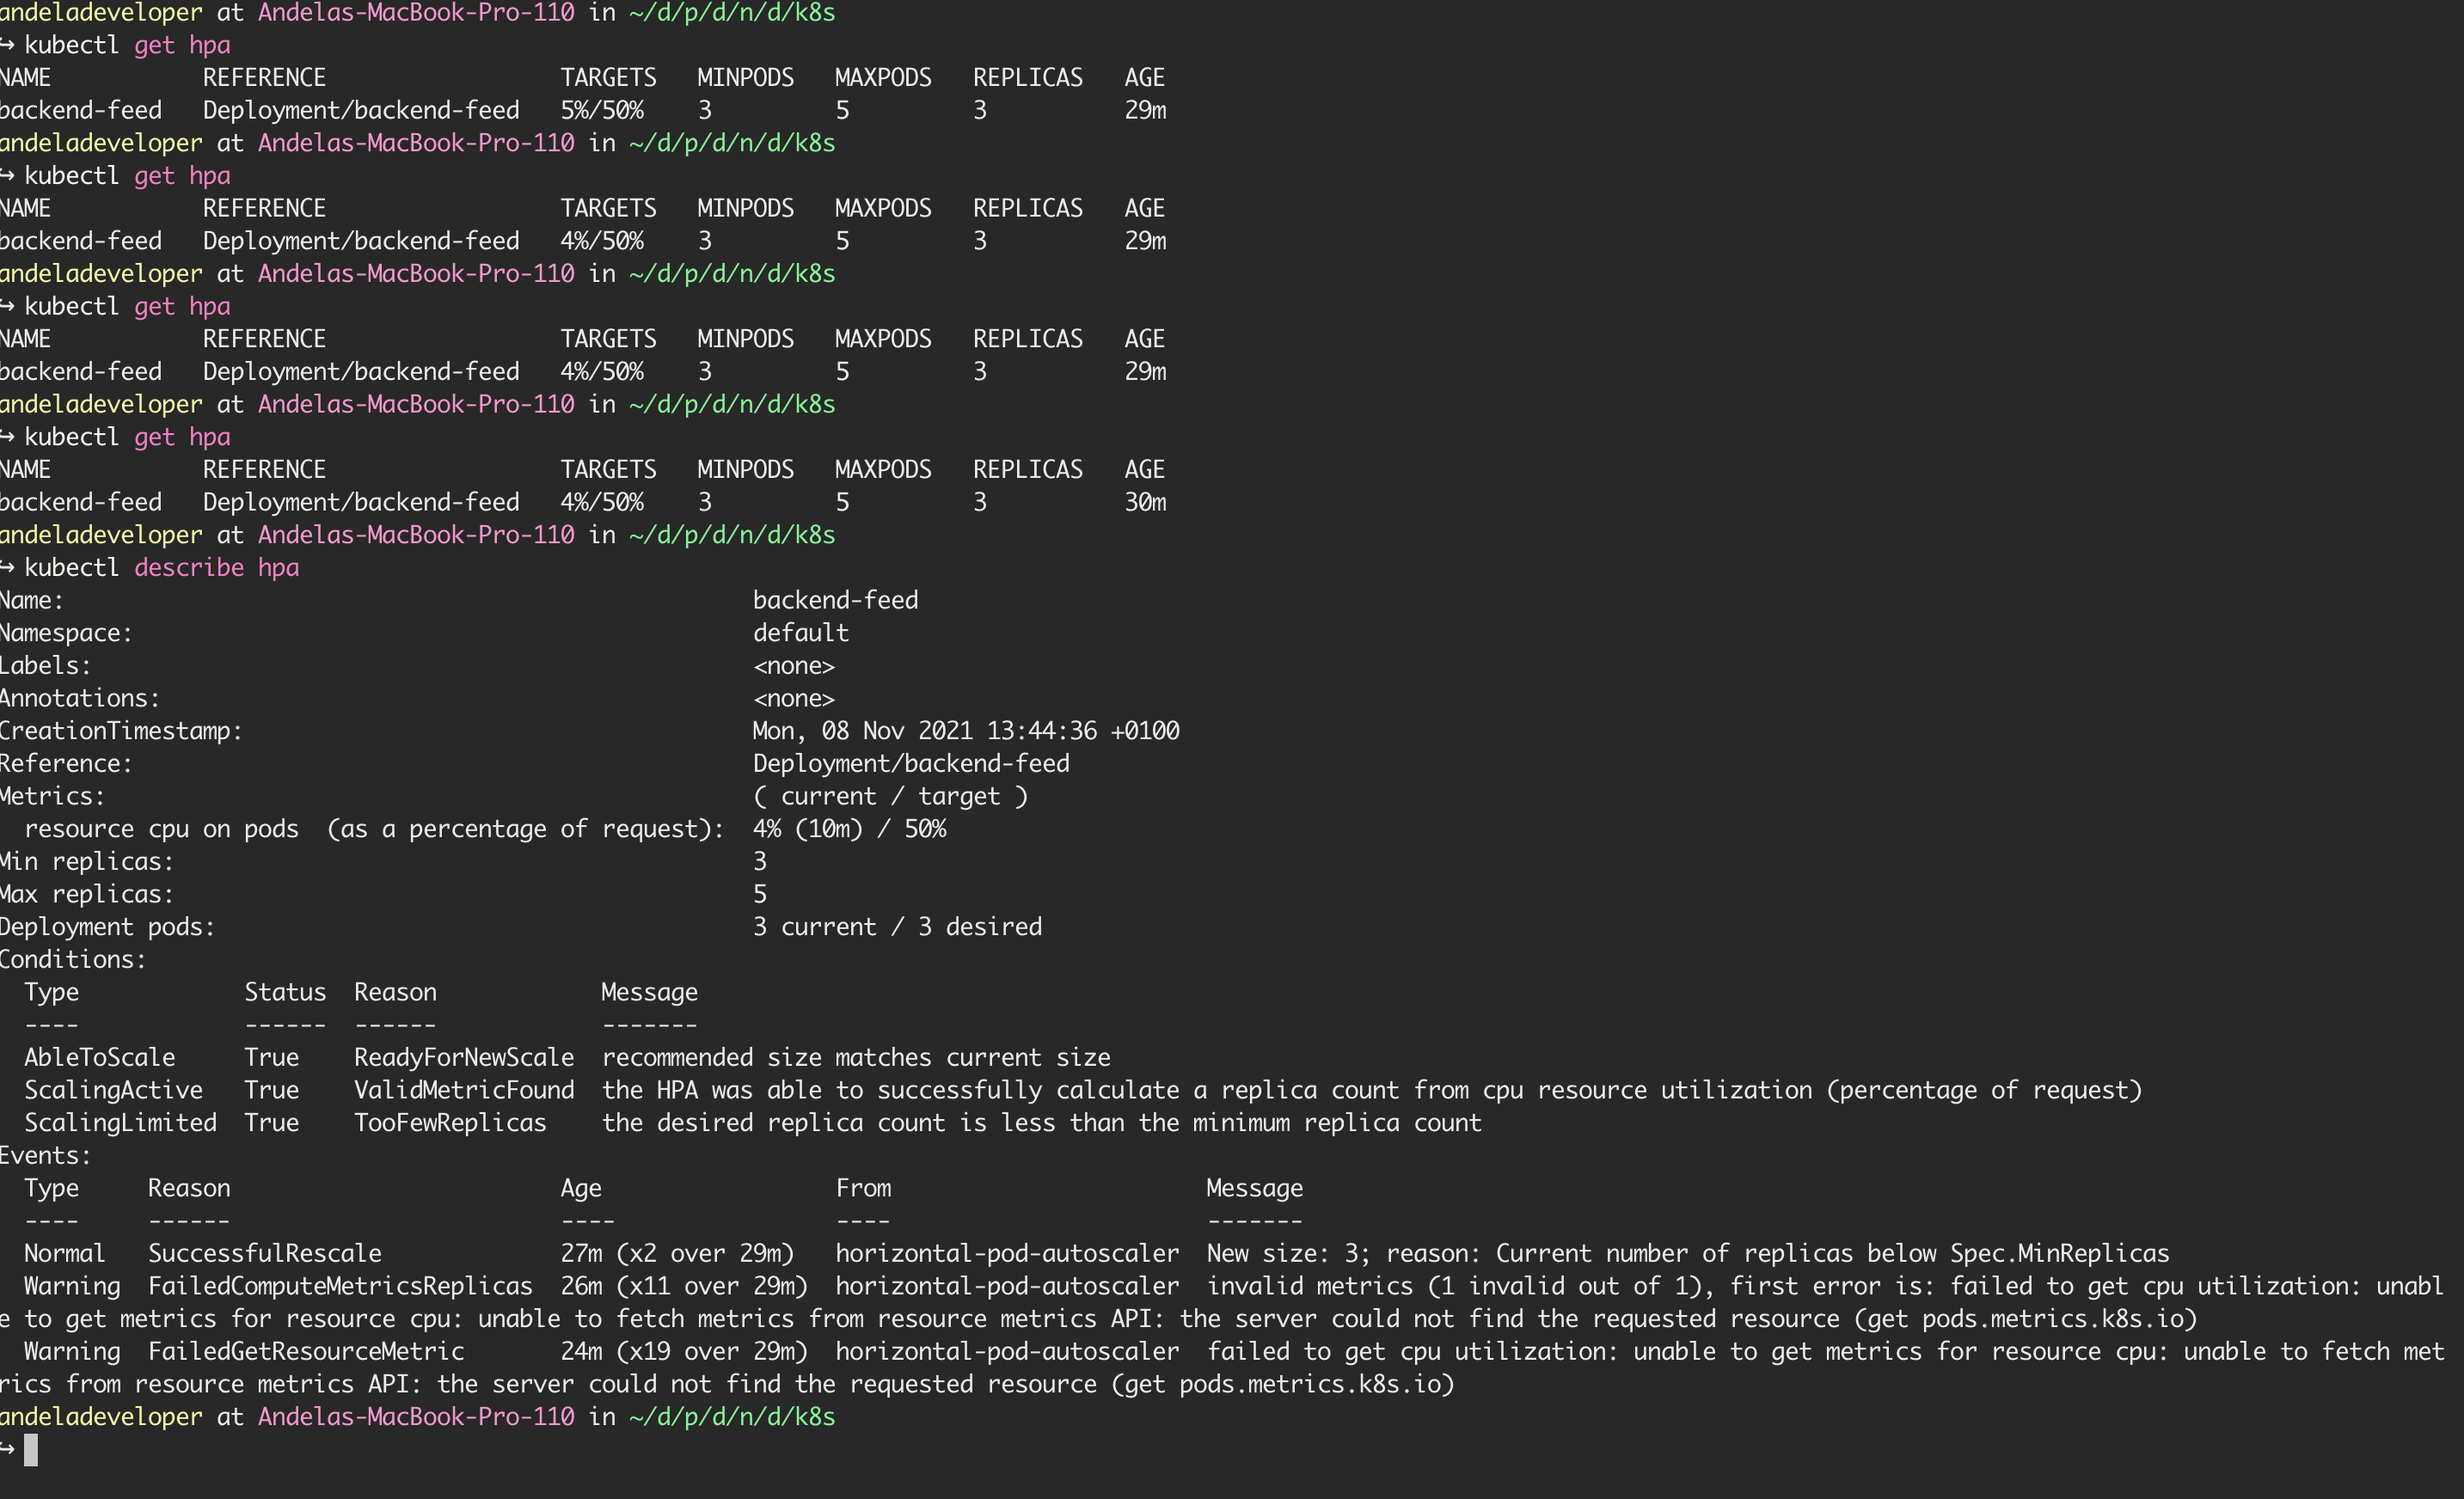 andeladeveloper at Andelas-MacBook-Pro-110 in ~/d/p/d/n/d/k8s
↪ kubectl get hpa
NAME           REFERENCE                 TARGETS   MINPODS   MAXPODS   REPLICAS   AGE
backend-feed   Deployment/backend-feed   5%/50%    3         5         3          29m
andeladeveloper at Andelas-MacBook-Pro-110 in ~/d/p/d/n/d/k8s
↪ kubectl get hpa
NAME           REFERENCE                 TARGETS   MINPODS   MAXPODS   REPLICAS   AGE
backend-feed   Deployment/backend-feed   4%/50%    3         5         3          29m
andeladeveloper at Andelas-MacBook-Pro-110 in ~/d/p/d/n/d/k8s
↪ kubectl get hpa
NAME           REFERENCE                 TARGETS   MINPODS   MAXPODS   REPLICAS   AGE
backend-feed   Deployment/backend-feed   4%/50%    3         5         3          29m
andeladeveloper at Andelas-MacBook-Pro-110 in ~/d/p/d/n/d/k8s
↪ kubectl get hpa
NAME           REFERENCE                 TARGETS   MINPODS   MAXPODS   REPLICAS   AGE
backend-feed   Deployment/backend-feed   4%/50%    3         5         3          30m
andeladeveloper at Andelas-MacBook-Pro-110 in ~/d/p/d/n/d/k8s
↪ kubectl describe hpa
Name:                                                  backend-feed
Namespace:                                             default
Labels:                                                <none>
Annotations:                                           <none>
CreationTimestamp:                                     Mon, 08 Nov 2021 13:44:36 +0100
Reference:                                             Deployment/backend-feed
Metrics:                                               ( current / target )
  resource cpu on pods  (as a percentage of request):  4% (10m) / 50%
Min replicas:                                          3
Max replicas:                                          5
Deployment pods:                                       3 current / 3 desired
Conditions:
  Type            Status  Reason            Message
  ----            ------  ------            -------
  AbleToScale     True    ReadyForNewScale  recommended size matches current size
  ScalingActive   True    ValidMetricFound  the HPA was able to successfully calculate a replica count from cpu resource utilization (percentage of request)
  ScalingLimited  True    TooFewReplicas    the desired replica count is less than the minimum replica count
Events:
  Type     Reason                        Age                 From                       Message
  ----     ------                        ----                ----                       -------
  Normal   SuccessfulRescale             27m (x2 over 29m)   horizontal-pod-autoscaler  New size: 3; reason: Current number of replicas below Spec.MinReplicas
  Warning  FailedComputeMetricsReplicas  26m (x11 over 29m)  horizontal-pod-autoscaler  invalid metrics (1 invalid out of 1), first error is: failed to get cpu utilization: unabl
e to get metrics for resource cpu: unable to fetch metrics from resource metrics API: the server could not find the requested resource (get pods.metrics.k8s.io)
  Warning  FailedGetResourceMetric       24m (x19 over 29m)  horizontal-pod-autoscaler  failed to get cpu utilization: unable to get metrics for resource cpu: unable to fetch met
rics from resource metrics API: the server could not find the requested resource (get pods.metrics.k8s.io)
andeladeveloper at Andelas-MacBook-Pro-110 in ~/d/p/d/n/d/k8s
↪